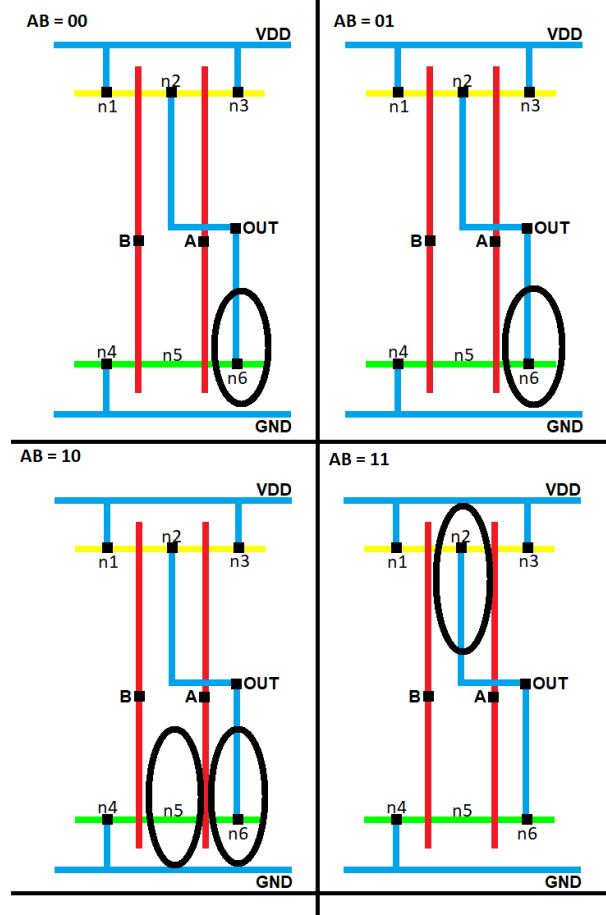 AB = 00
VDD
n2
n1
n3
B
A
OUT
n4
n5
n6
GND
AB = 01
VDD
n2
n1
n3
B
A
OUT
n4
n5
n6
GND
AB = 10
VDD
n2
n1
n3
B
A
OUT
n4
n5
n6
GND
AB = 11
VDD
n2
n1
n3
B
A
OUT
n4
n5
n6
GND